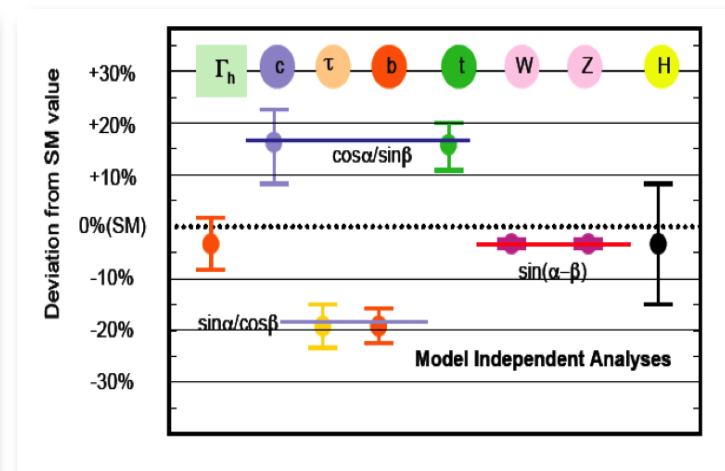 Deviation from SM value
Γh c τ b t W Z H
+30%
+20%
cosα/sinβ
+10%
0%(SM)
sin(α−β)
-10%
sinα/cosβ
-20%
Model Independent Analyses
-30%